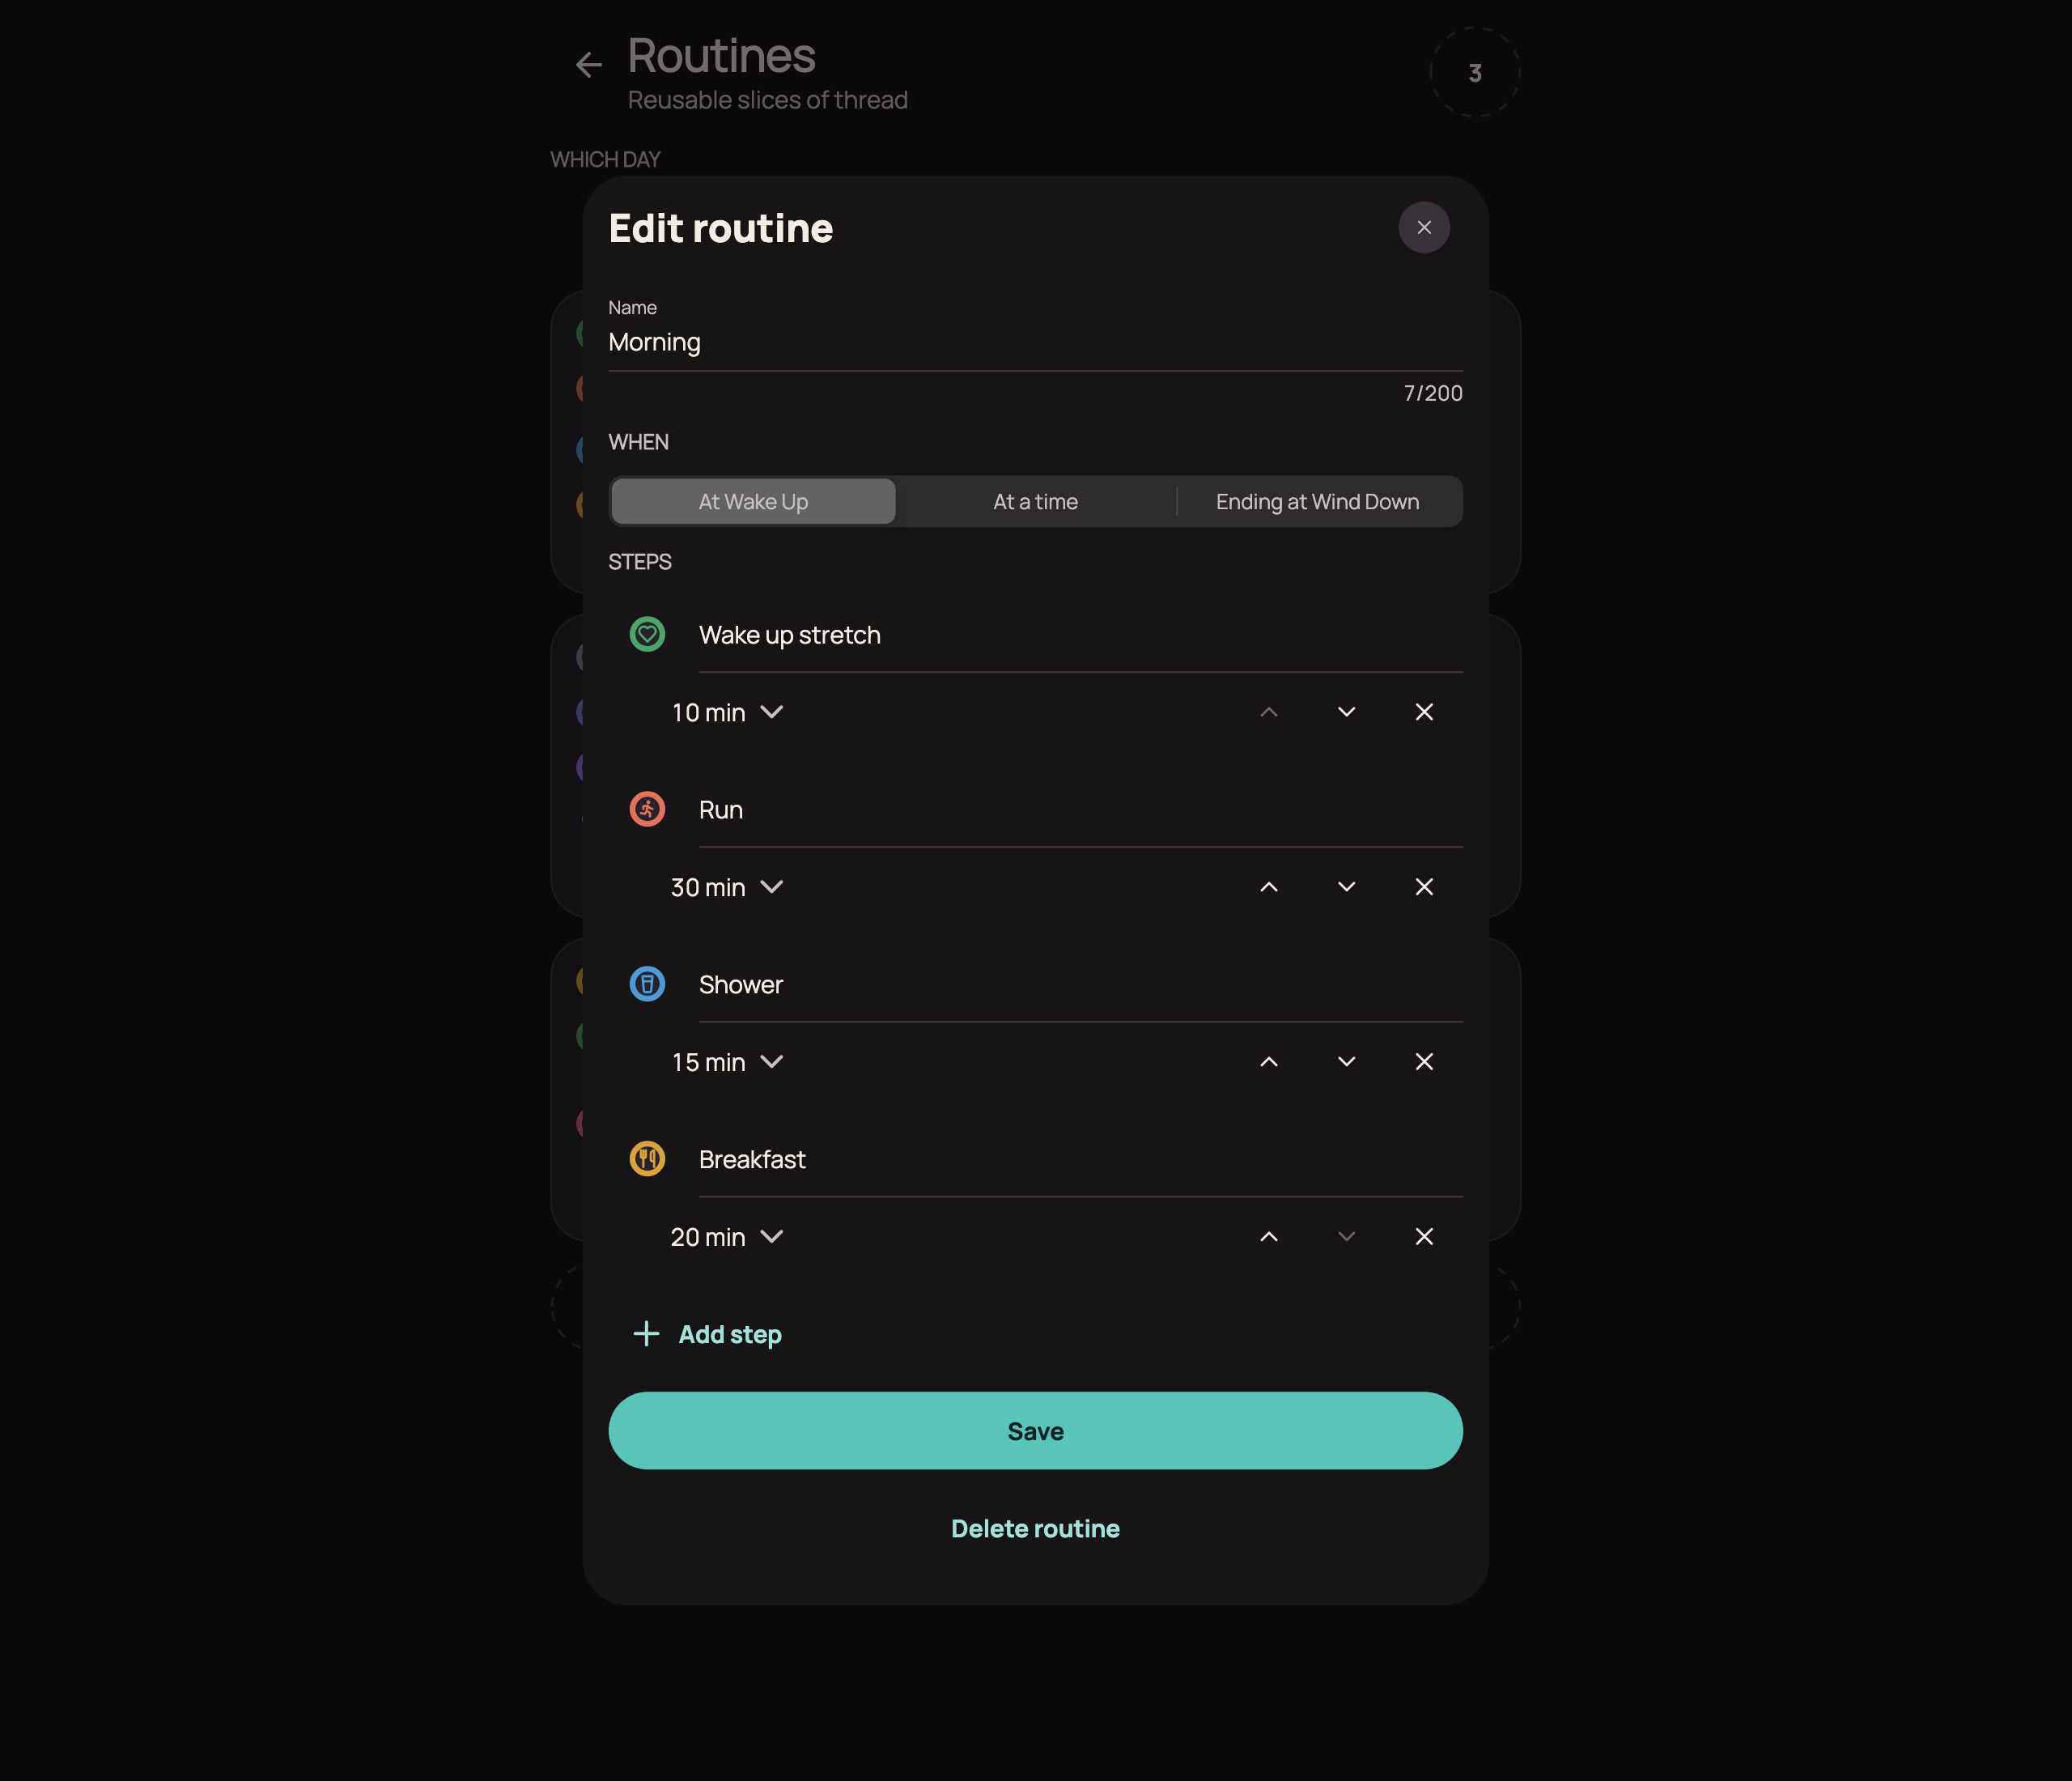 Routines
Reusable slices of thread
3
WHICH DAY
Edit routine
Name
Morning
7/200
WHEN
At Wake Up
At a time
Ending at Wind Down
STEPS
Wake up stretch
10 min
Run
30 min
Shower
15 min
Breakfast
20 min
Add step
Save
Delete routine